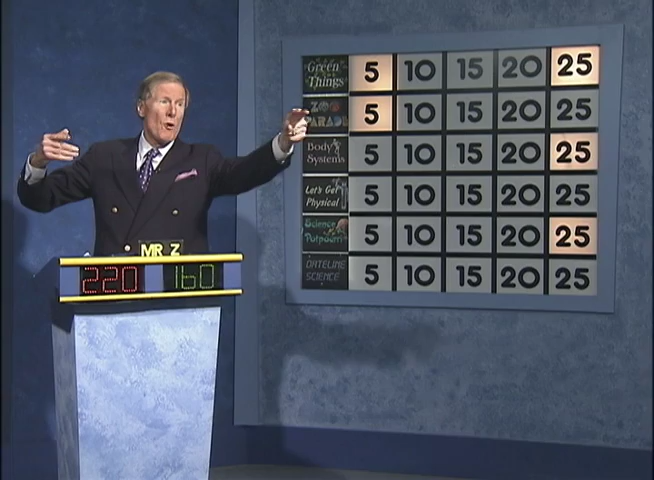 Green Things 5 10 15 20 25
ZOO PARADE 5 10 15 20 25
Body Systems 5 10 15 20 25
Let's Get Physical 5 10 15 20 25
Science Potpourri 5 10 15 20 25
DATELINE SCIENCE 5 10 15 20 25
MR Z
220 160